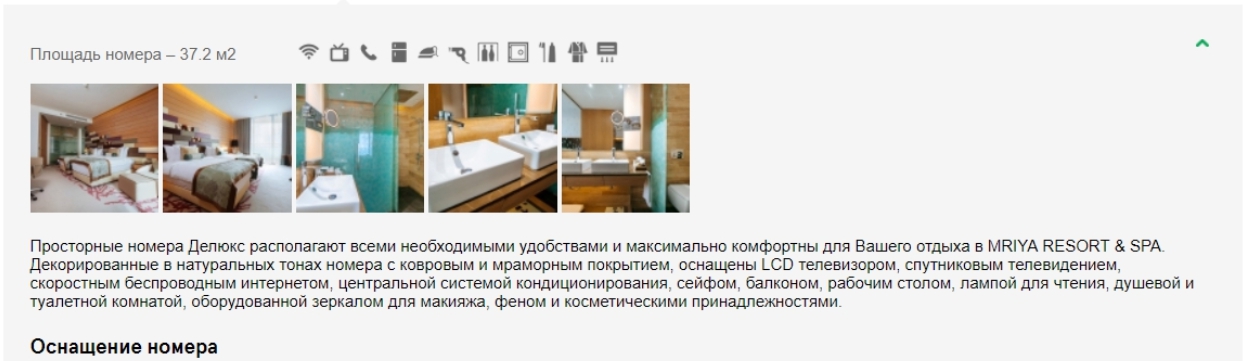 Площадь номера – 37.2 м2
Просторные номера Делюкс располагают всеми необходимыми удобствами и максимально комфортны для Вашего отдыха в MRIYA RESORT & SPA.
Декорированные в натуральных тонах номера с ковровым и мраморным покрытием, оснащены LCD телевизором, спутниковым телевидением,
скоростным беспроводным интернетом, центральной системой кондиционирования, сейфом, балконом, рабочим столом, лампой для чтения, душевой и
туалетной комнатой, оборудованной зеркалом для макияжа, феном и косметическими принадлежностями.
Оснащение номера